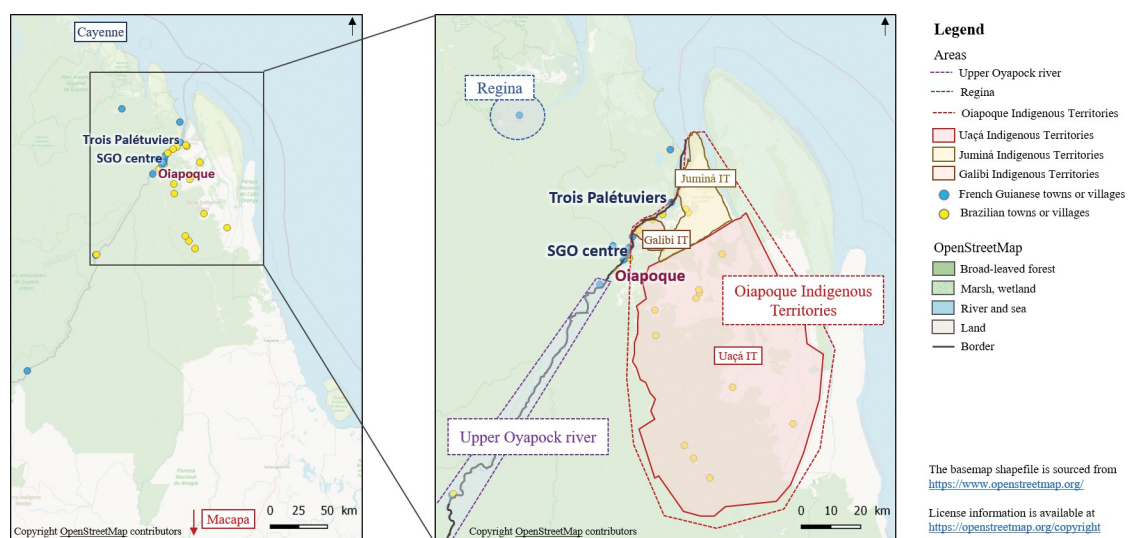 Cayenne
Trois Palétuviers
SGO centre
Oiapoque
Macapa
0 25 50 km
Copyright OpenStreetMap contributors
Regina
Juminá IT
Trois Palétuviers
Galibi IT
SGO centre
Oiapoque
Oiapoque Indigenous
Territories
Uaçá IT
Upper Oyapock river
0 10 20 km
Copyright OpenStreetMap contributors
Legend
Areas
Upper Oyapock river
Regina
Oiapoque Indigenous Territories
Uaçá Indigenous Territories
Juminá Indigenous Territories
Galibi Indigenous Territories
French Guianese towns or villages
Brazilian towns or villages
OpenStreetMap
Broad-leaved forest
Marsh, wetland
River and sea
Land
Border
The basemap shapefile is sourced from
https://www.openstreetmap.org/
License information is available at
https://openstreetmap.org/copyright